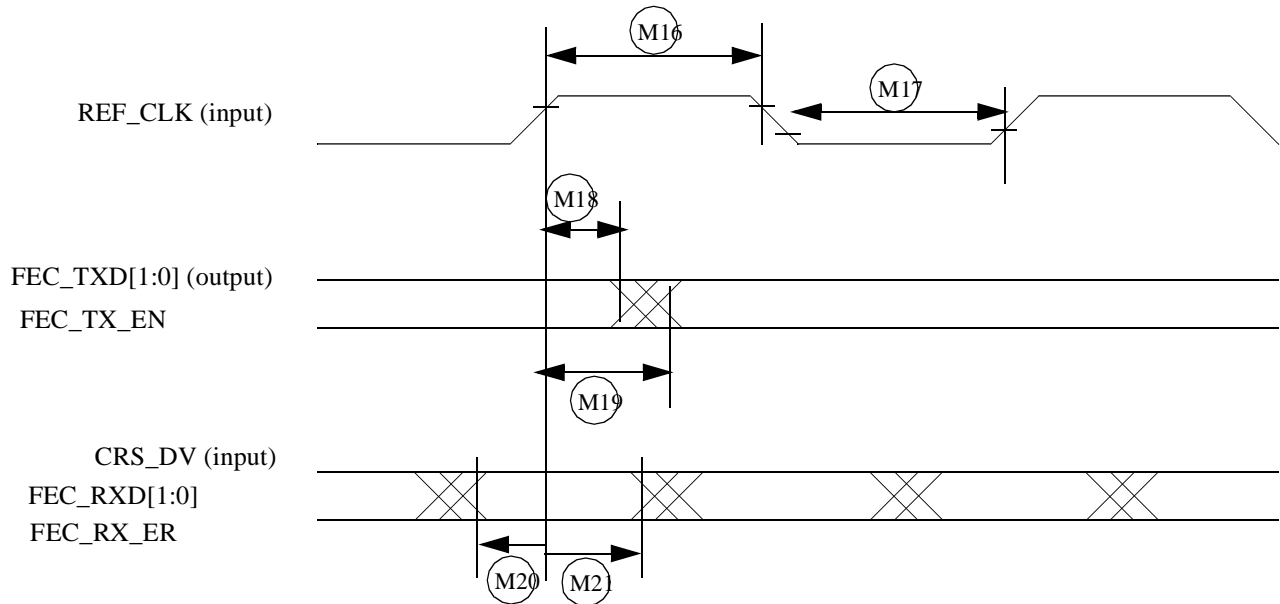 M16
M17
REF_CLK (input)
M18
FEC_TXD[1:0] (output)
FEC_TX_EN
M19
CRS_DV (input)
FEC_RXD[1:0]
FEC_RX_ER
M20
M21